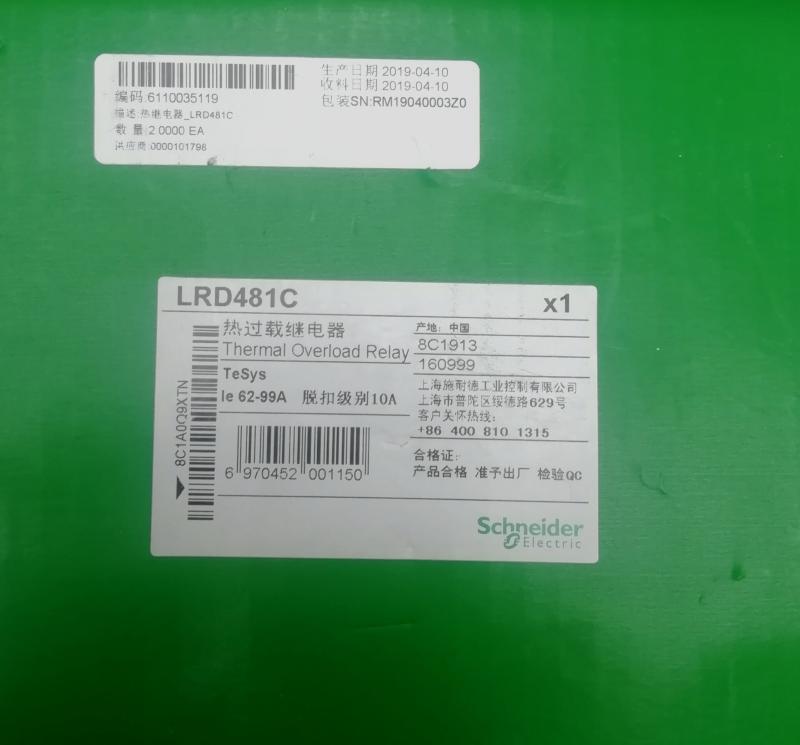 生产日期 2019-04-10
收料日期 2019-04-10
编码:6110035119
包装SN:RM19040003Z0
描述:热继电器_LRD481C
数 量:2.0000 EA
供应商:0000101798
LRD481C
x1
热过载继电器
Thermal Overload Relay
TeSys
Ie 62-99A 脱扣级别10A
产地: 中国
8C1913
160999
上海施耐德工业控制有限公司
上海市普陀区绥德路629号
客户关怀热线:
+86 400 810 1315
8C1A0Q9XTN
6 970452 001150
合格证:
产品合格 准予出厂 检验QC
Schneider
Electric